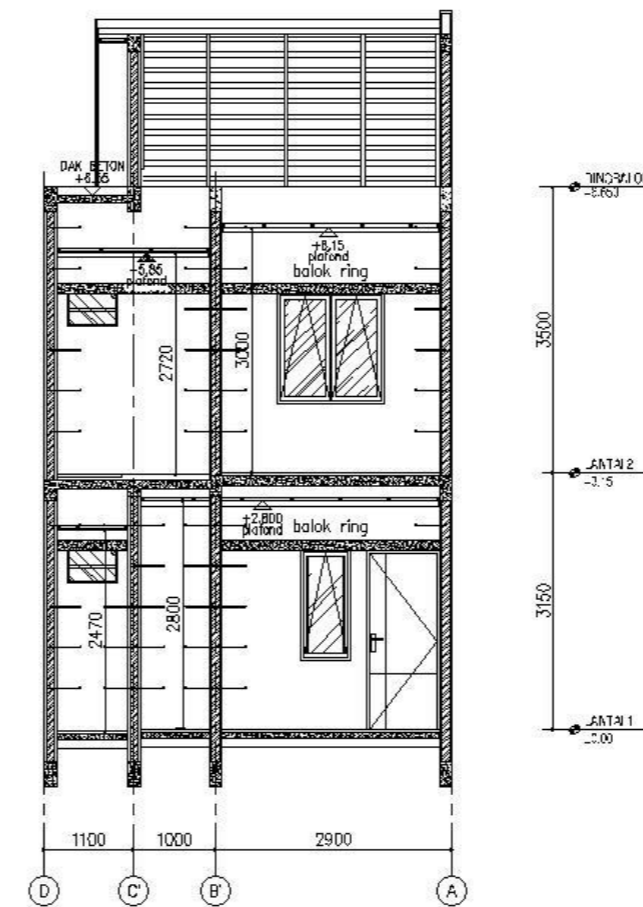 DAK BETON
+6,65
+6,15
plafond
balok ring
-5,85
plafond
2720
3000
3500
3150
+2,800
plafond
balok ring
2470
2800
LANTAI 2
LANTAI 1
1100
1000
2900
D
C'
B'
A